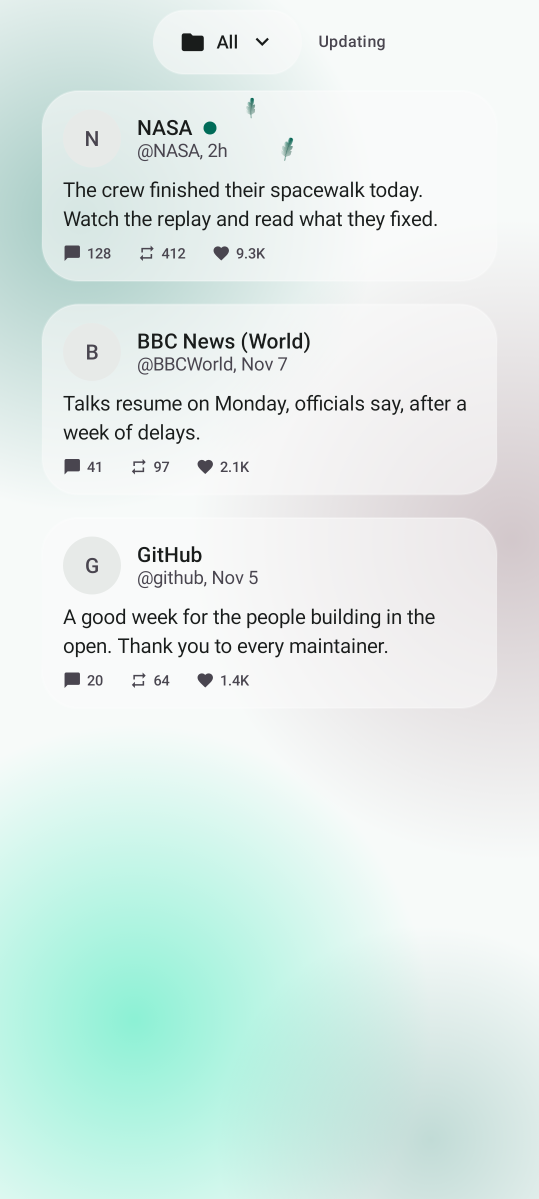 All
Updating
N
NASA
@NASA, 2h
The crew finished their spacewalk today.
Watch the replay and read what they fixed.
128 412 9.3K
B
BBC News (World)
@BBCWorld, Nov 7
Talks resume on Monday, officials say, after a
week of delays.
41 97 2.1K
G
GitHub
@github, Nov 5
A good week for the people building in the
open. Thank you to every maintainer.
20 64 1.4K